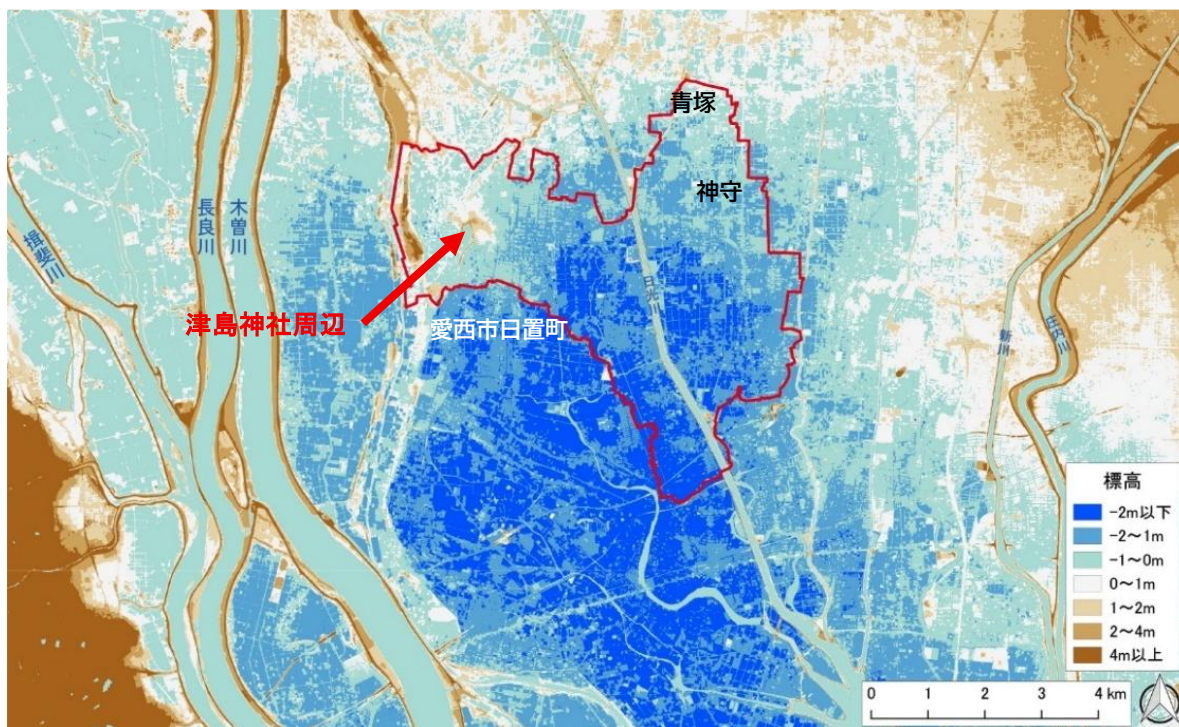 青塚
神守
長良川
木曽川
揖斐川
津島神社周辺
愛西市日置町
日光川
新川
庄内川
標高
-2m以下
-2～1m
-1～0m
0～1m
1～2m
2～4m
4m以上
0 1 2 3 4 km